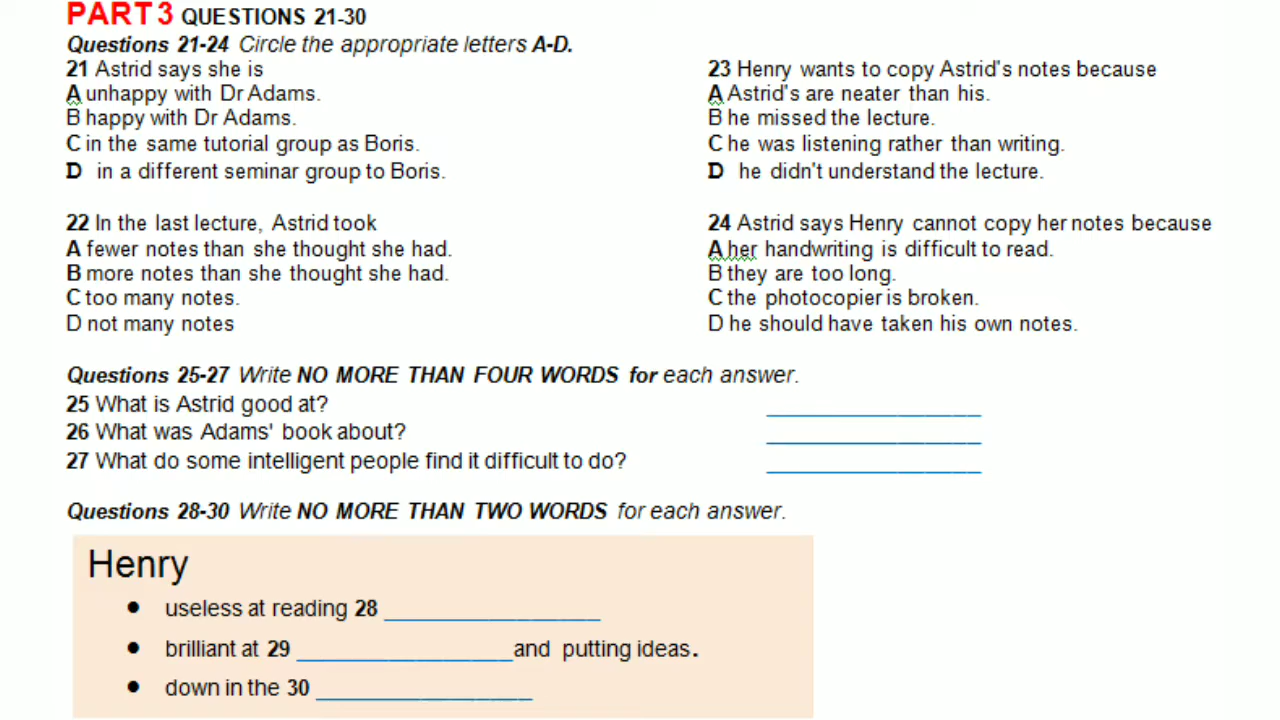 PART 3 QUESTIONS 21-30
Questions 21-24 Circle the appropriate letters A-D.
21 Astrid says she is
A unhappy with Dr Adams.
B happy with Dr Adams.
C in the same tutorial group as Boris.
D in a different seminar group to Boris.
22 In the last lecture, Astrid took
A fewer notes than she thought she had.
B more notes than she thought she had.
C too many notes.
D not many notes
23 Henry wants to copy Astrid's notes because
A Astrid's are neater than his.
B he missed the lecture.
C he was listening rather than writing.
D he didn't understand the lecture.
24 Astrid says Henry cannot copy her notes because
A her handwriting is difficult to read.
B they are too long.
C the photocopier is broken.
D he should have taken his own notes.
Questions 25-27 Write NO MORE THAN FOUR WORDS for each answer.
25 What is Astrid good at? __________________
26 What was Adams' book about? __________________
27 What do some intelligent people find it difficult to do? __________________
Questions 28-30 Write NO MORE THAN TWO WORDS for each answer.
Henry
• useless at reading 28 __________________
• brilliant at 29 __________________and putting ideas.
• down in the 30 __________________